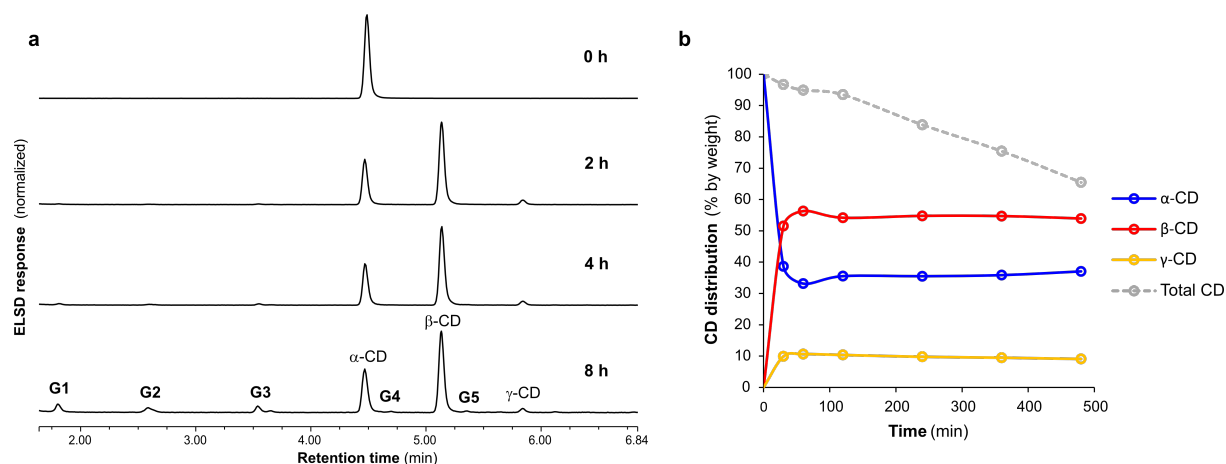 a
0 h
2 h
4 h
8 h
ELSD response (normalized)
G1
G2
G3
α-CD
G4
β-CD
G5
γ-CD
2.00
3.00
4.00
5.00
6.00
6.84
Retention time (min)
b
CD distribution (% by weight)
100
90
80
70
60
50
40
30
20
10
0
0
100
200
300
400
500
Time (min)
α-CD
β-CD
γ-CD
Total CD